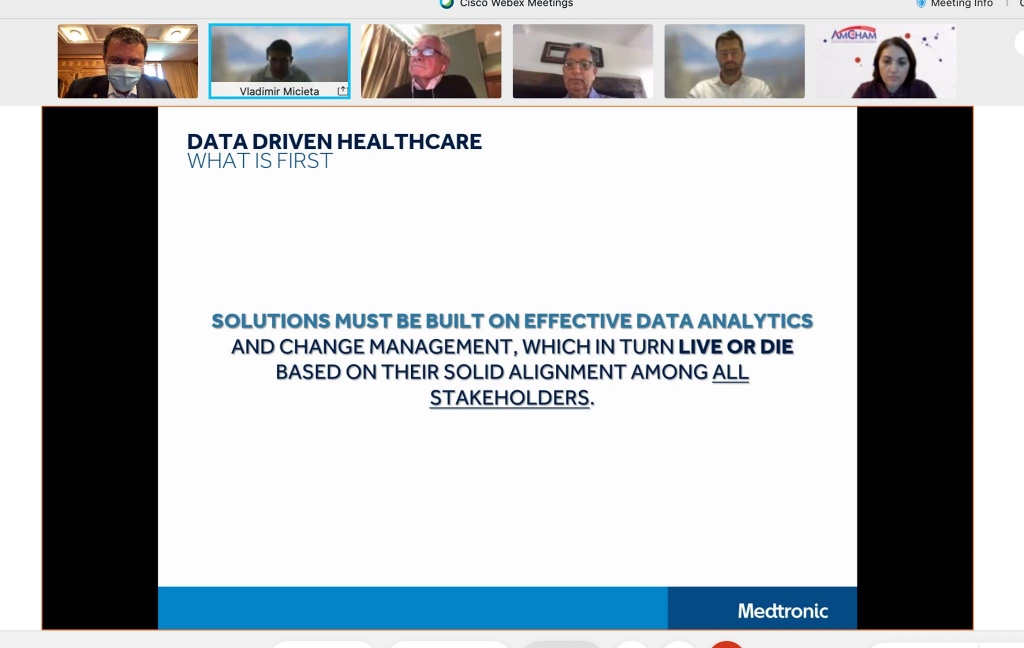 Cisco Webex Meetings
Meeting Info
AMCHAM
Vladimir Micieta
DATA DRIVEN HEALTHCARE
WHAT IS FIRST
SOLUTIONS MUST BE BUILT ON EFFECTIVE DATA ANALYTICS
AND CHANGE MANAGEMENT, WHICH IN TURN LIVE OR DIE
BASED ON THEIR SOLID ALIGNMENT AMONG ALL
STAKEHOLDERS.
Medtronic